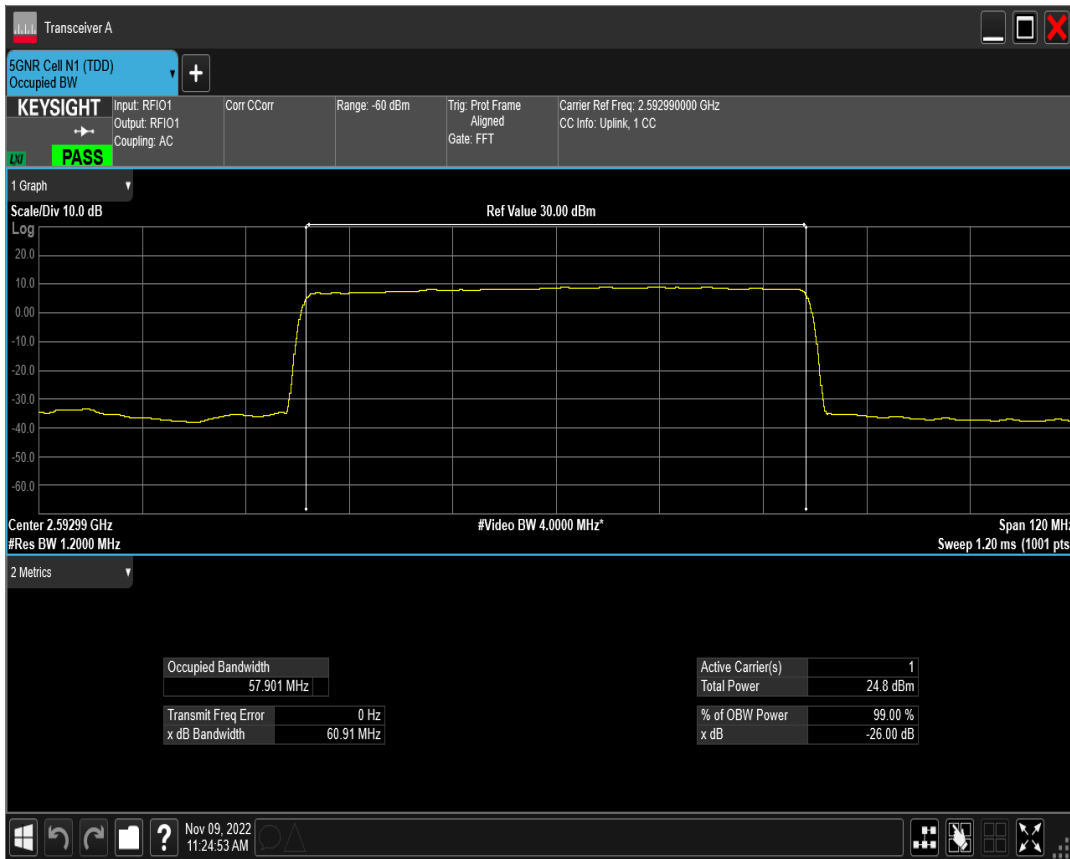 Transceiver A
5GNR Cell N1 (TDD)
Occupied BW
+
KEYSIGHT
LXI
PASS
Input: RFIO1
Output: RFIO1
Coupling: AC
Corr CCorr
Range: -60 dBm
Trig: Prot Frame
Aligned
Gate: FFT
Carrier Ref Freq: 2.592990000 GHz
CC Info: Uplink, 1 CC
1 Graph
Scale/Div 10.0 dB
Ref Value 30.00 dBm
Log
20.0
10.0
0.00
-10.0
-20.0
-30.0
-40.0
-50.0
-60.0
Center 2.59299 GHz
#Video BW 4.0000 MHz*
Span 120 MHz
#Res BW 1.2000 MHz
Sweep 1.20 ms (1001 pts
2 Metrics
Occupied Bandwidth
57.901 MHz
Transmit Freq Error 0 Hz
x dB Bandwidth 60.91 MHz
Active Carrier(s) 1
Total Power 24.8 dBm
% of OBW Power 99.00 %
x dB -26.00 dB
?
Nov 09, 2022
11:24:53 AM